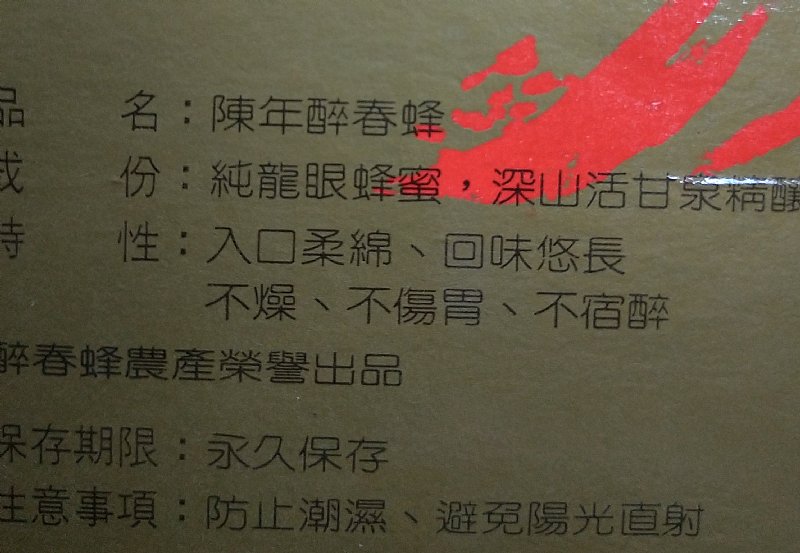 品 名：陳年醉春蜂
成 份：純龍眼蜂蜜，深山活甘泉精釀
特 性：入口柔綿、回味悠長
不燥、不傷胃、不宿醉
醉春蜂農產榮譽出品
保存期限：永久保存
注意事項：防止潮濕、避免陽光直射